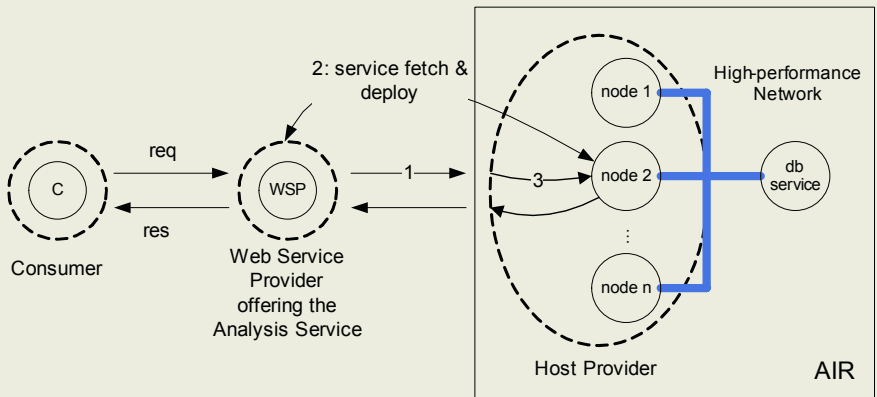 2: service fetch &
deploy
req
C
res
Consumer
WSP
Web Service
Provider
offering the
Analysis Service
1
3
node 1
node 2
⋮
node n
Host Provider
High-performance
Network
db
service
AIR